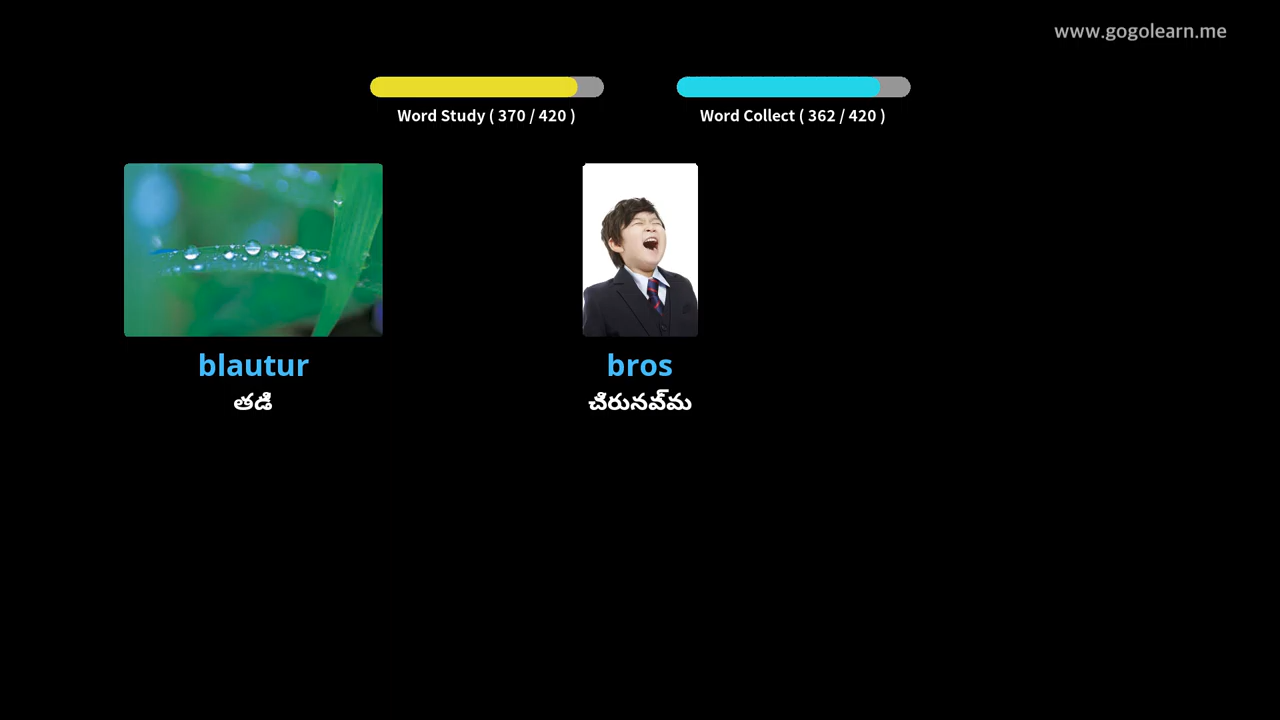 www.gogolearn.me
Word Study ( 370 / 420 )
Word Collect ( 362 / 420 )
blautur
తడి
bros
చిరునవ్మ